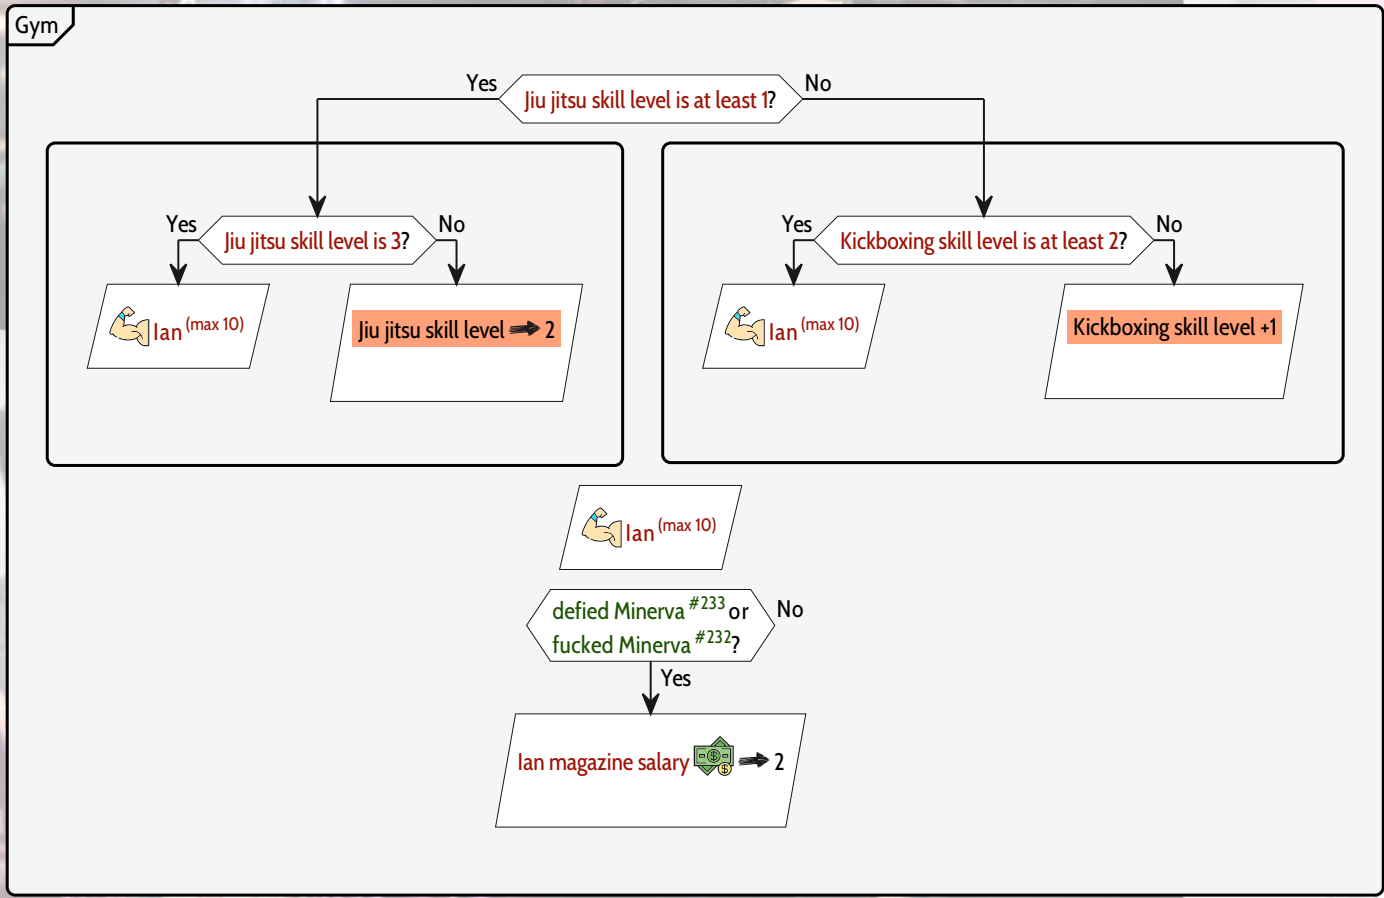 Gym
Yes
Jiu jitsu skill level is at least 1?
No
Yes
Jiu jitsu skill level is 3?
No
Ian (max 10)
Jiu jitsu skill level 2
Yes
Kickboxing skill level is at least 2?
No
Ian (max 10)
Kickboxing skill level +1
Ian (max 10)
defied Minerva #233 or
fucked Minerva #232?
No
Yes
Ian magazine salary 2